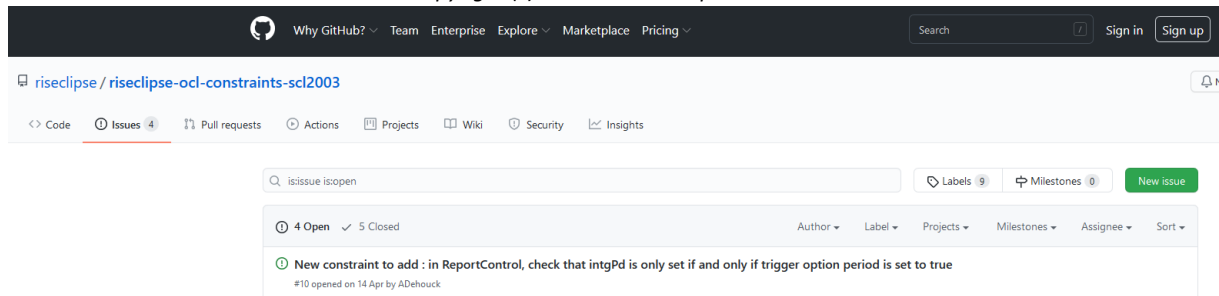 Why GitHub? Team Enterprise Explore Marketplace Pricing Search / Sign in Sign up
riseclipse / riseclipse-ocl-constraints-scl2003
Code Issues 4 Pull requests Actions Projects Wiki Security Insights
is:issue is:open Labels 9 Milestones 0 New issue
4 Open 5 Closed Author Label Projects Milestones Assignee Sort
New constraint to add : in ReportControl, check that intgPd is only set if and only if trigger option period is set to true
#10 opened on 14 Apr by ADehouck